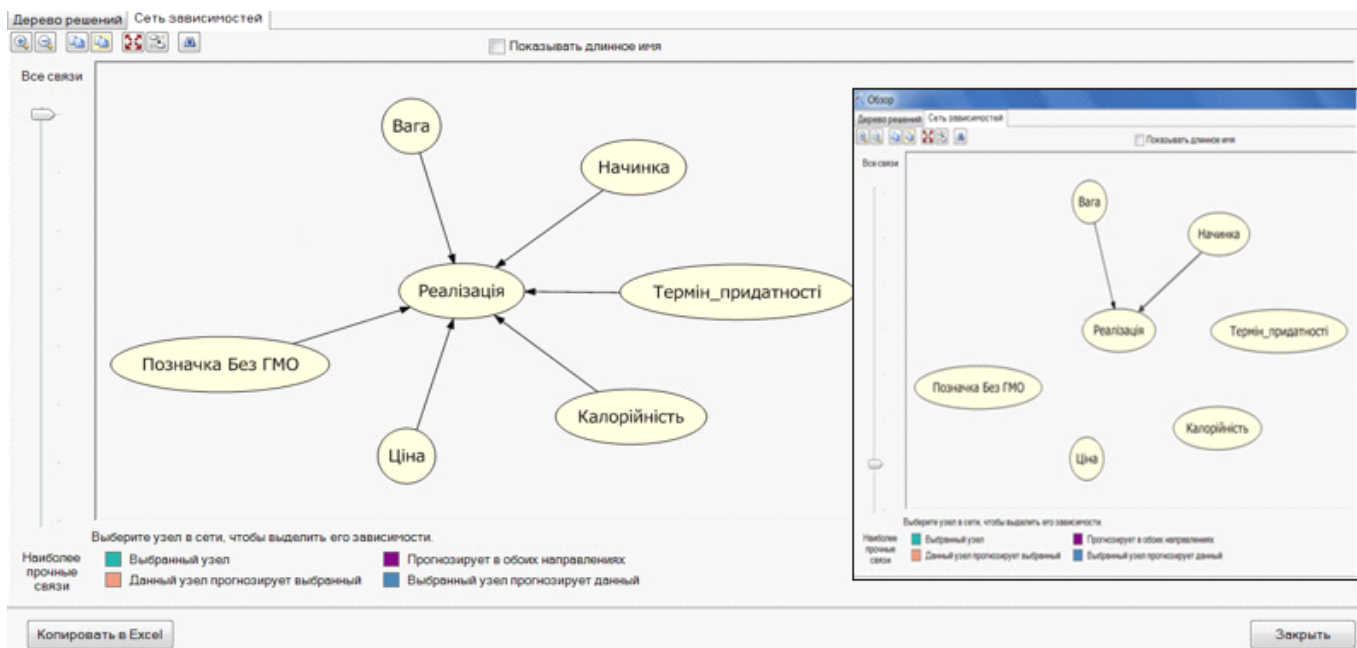 Дерево решений Сеть зависимостей
Показывать длинное имя
Все связи
Вага
Начинка
Реалізація
Термін_придатності
Позначка Без ГМО
Калорійність
Ціна
Выберите узел в сети, чтобы выделить его зависимости.
Наиболее прочные связи
Выбранный узел
Прогнозирует в обоих направлениях
Данный узел прогнозирует выбранный
Выбранный узел прогнозирует данный
Копировать в Excel
Закрыть
Обзор
Дерево решений Сеть зависимостей
Показывать длинное имя
Все связи
Вага
Начинка
Реалізація
Термін_придатності
Позначка Без ГМО
Калорійність
Ціна
Выберите узел в сети, чтобы выделить его зависимости.
Наиболее прочные связи
Выбранный узел
Прогнозирует в обоих направлениях
Данный узел прогнозирует выбранный
Выбранный узел прогнозирует данный